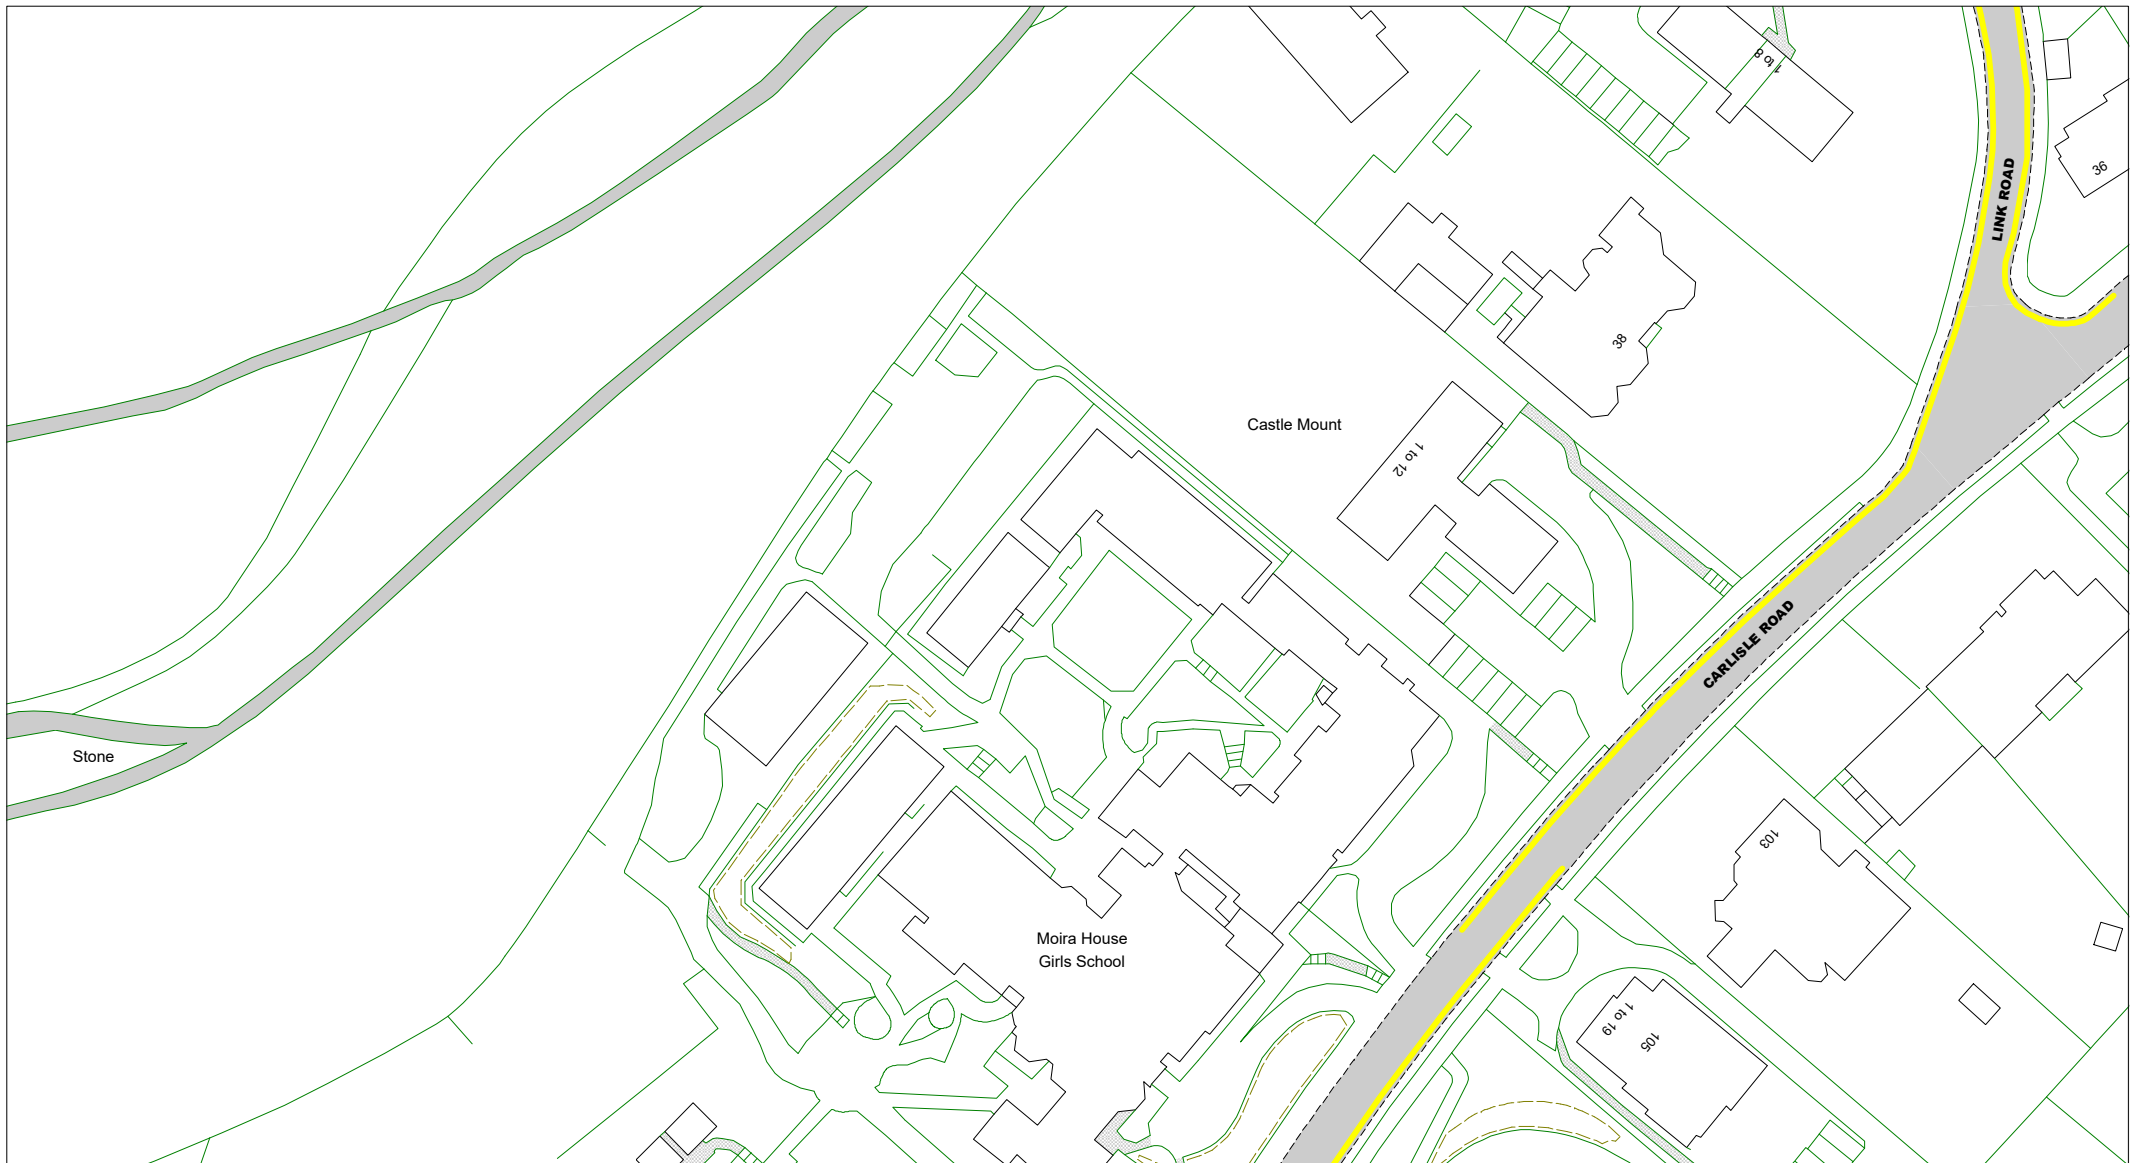 1 to 8
36
LINK ROAD
38
Castle Mount
1 to 12
CARLISLE ROAD
Stone
103
Moira House
Girls School
1 to 19
105